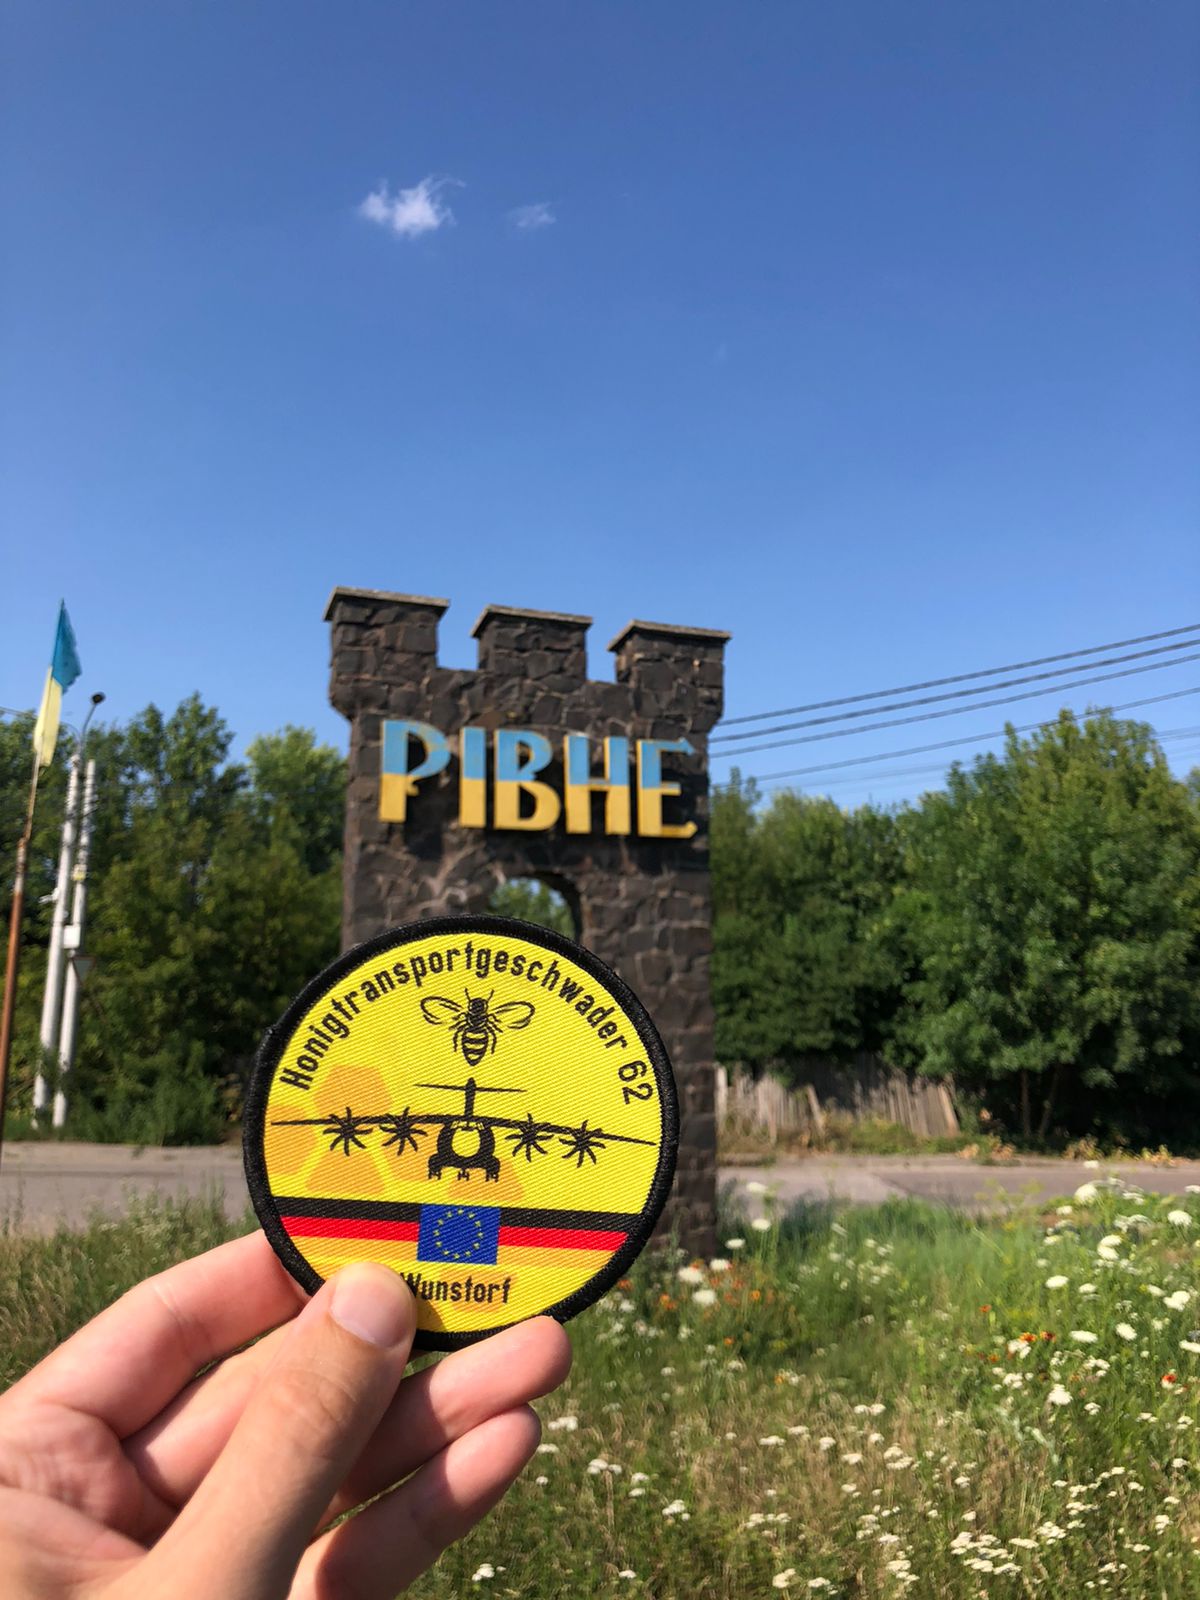 РІВНЕ
Honigtransportgeschwader 62
Wunstorf